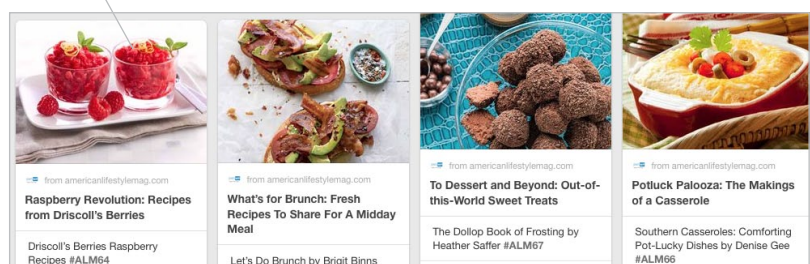 from americanlifestylemag.com
Raspberry Revolution: Recipes
from Driscoll's Berries
Driscoll's Berries Raspberry
Recipes #ALM64
from americanlifestylemag.com
What's for Brunch: Fresh
Recipes To Share For A Midday
Meal
Let's Do Brunch by Brigit Binns
from americanlifestylemag.com
To Dessert and Beyond: Out-of-
this-World Sweet Treats
The Dollop Book of Frosting by
Heather Saffer #ALM67
from americanlifestylemag.com
Potluck Palooza: The Makings
of a Casserole
Southern Casseroles: Comforting
Pot-Lucky Dishes by Denise Gee
#ALM66